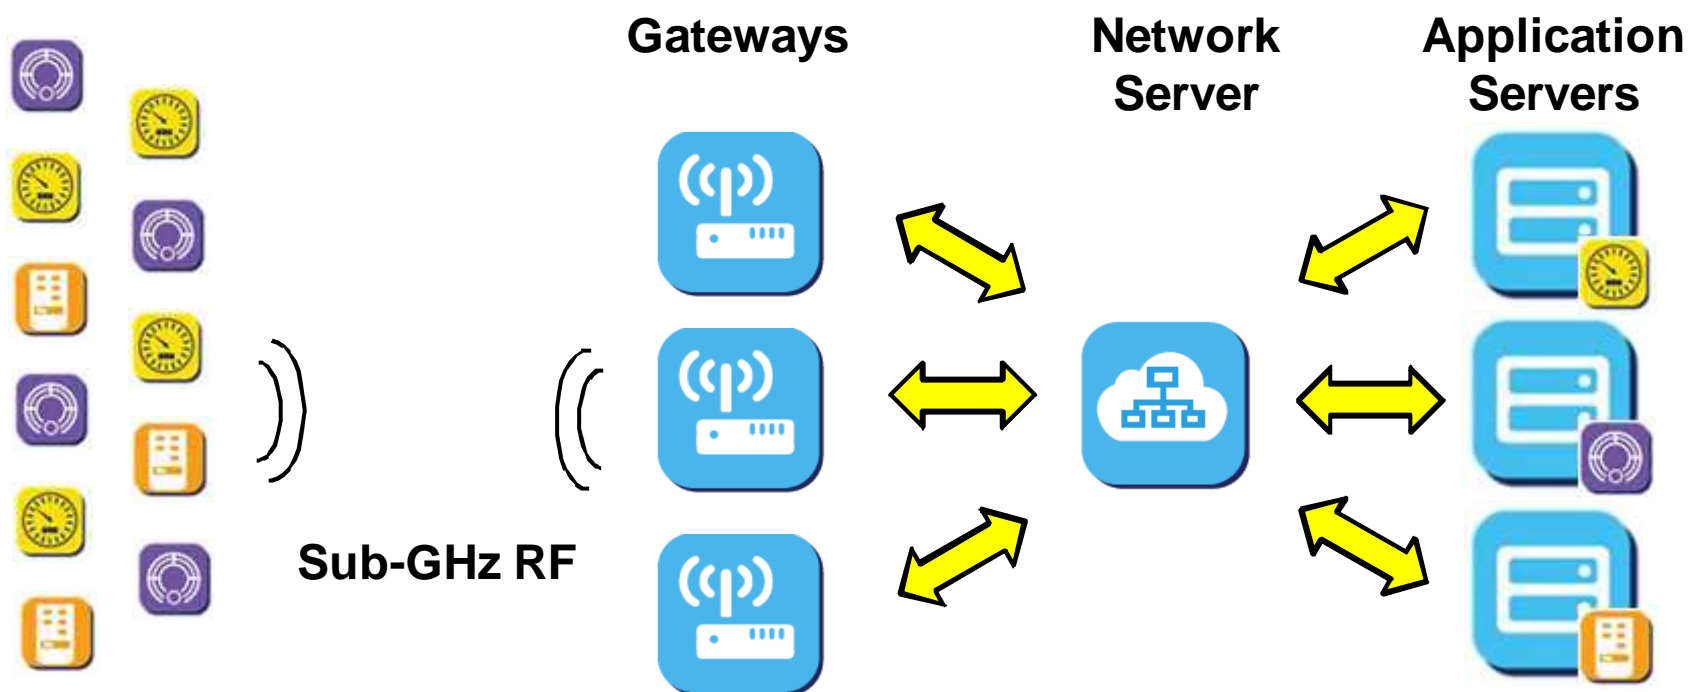 Gateways
Network
Server
Application
Servers
Sub-GHz RF